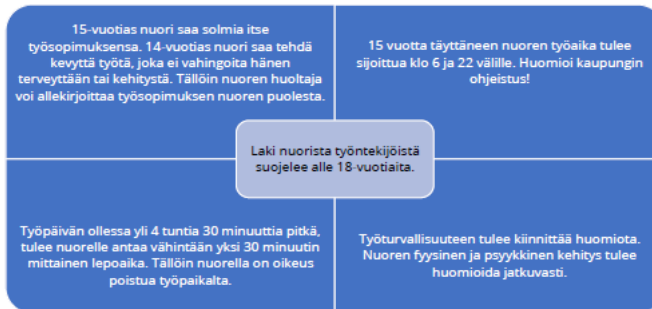 15-vuotias nuori saa solmia itse
työsopimuksensa. 14-vuotias nuori saa tehdä
kevyttä työtä, joka ei vahingoita hänen
terveyttään tai kehitystä. Tällöin nuoren huoltaja
voi allekirjoittaa työsopimuksen nuoren puolesta.
15 vuotta täyttäneen nuoren työaika tulee
sijoittua klo 6 ja 22 välille. Huomioi kaupungin
ohjeistus!
Laki nuorista työntekijöistä
suojelee alle 18-vuotiaita.
Työpäivän ollessa yli 4 tuntia 30 minuuttia pitkä,
tulee nuorelle antaa vähintään yksi 30 minuutin
mittainen lepoaika. Tällöin nuorella on oikeus
poistua työpaikalta.
Työturvallisuuteen tulee kiinnittää huomiota.
Nuoren fyysinen ja psyykkinen kehitys tulee
huomioida jatkuvasti.